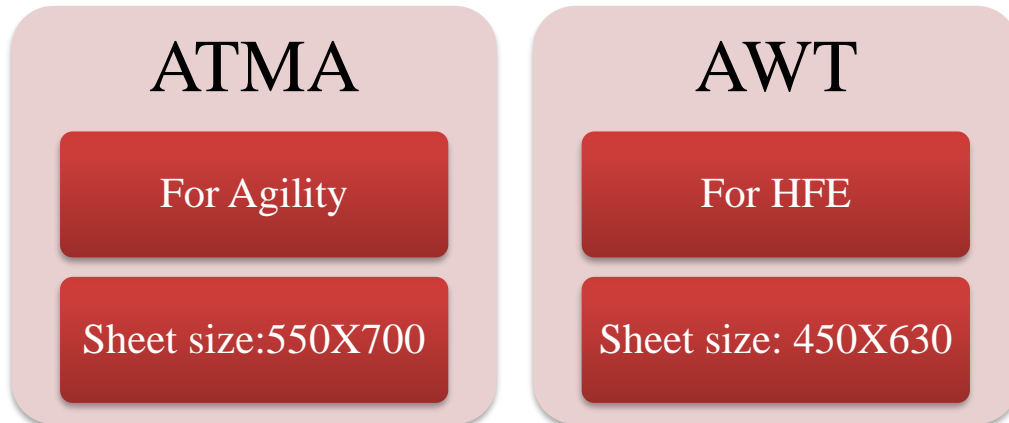 ATMA
For Agility
Sheet size:550X700
AWT
For HFE
Sheet size: 450X630